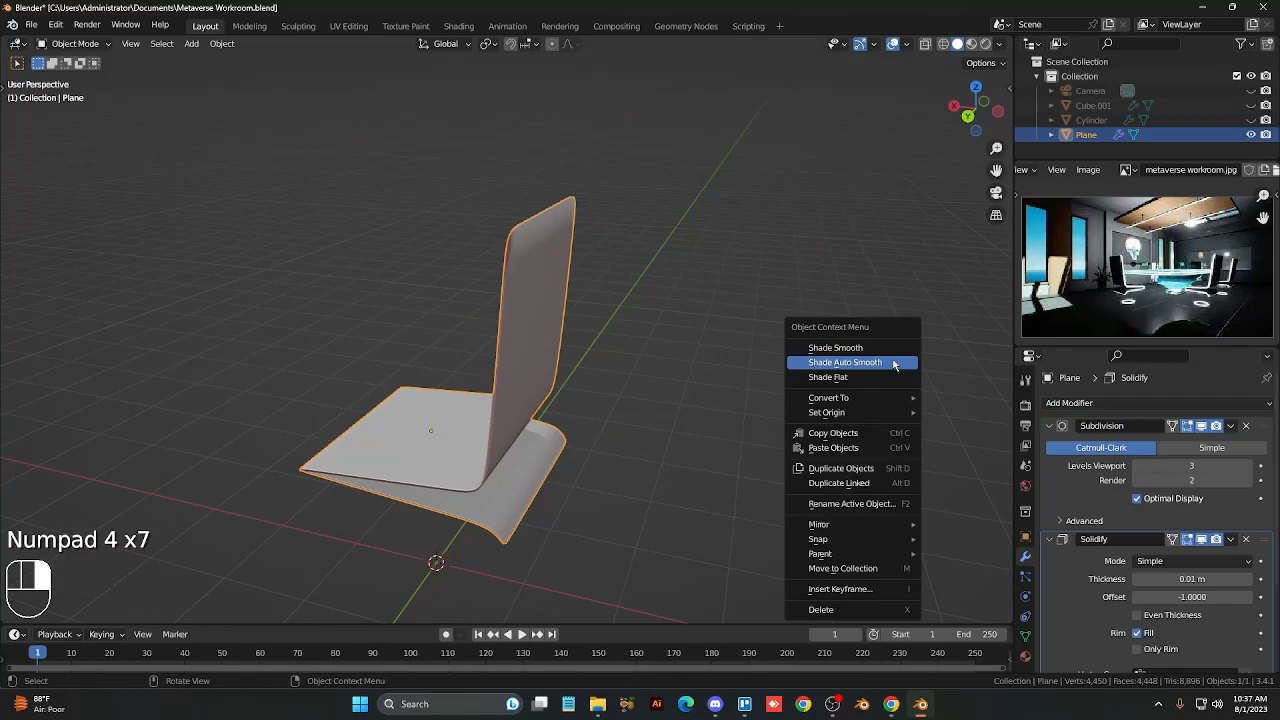 Blender* [C:\Users\Administrator\Documents\Metaverse Workroom.blend]
File Edit Render Window Help Layout Modeling Sculpting UV Editing Texture Paint Shading Animation Rendering Compositing Geometry Nodes Scripting + Scene ViewLayer
Object Mode View Select Add Object Global
Options
User Perspective
(1) Collection | Plane
Z
X
Y
Scene Collection
Collection
Camera
Cube.001
Cylinder
Plane
View Image metaverse workroom.jpg
Object Context Menu
Shade Smooth
Shade Auto Smooth
Shade Flat
Convert To
Set Origin
Copy Objects Ctrl C
Paste Objects Ctrl V
Duplicate Objects Shift D
Duplicate Linked Alt D
Rename Active Object... F2
Mirror
Snap
Parent
Move to Collection M
Insert Keyframe... I
Delete X
Plane > Solidify
Add Modifier
Subdivision
Catmull-Clark Simple
Levels Viewport 3
Render 2
Optimal Display
Advanced
Solidify
Mode Simple
Thickness 0.01 m
Offset -1.0000
Even Thickness
Rim Fill
Only Rim
Numpad 4 x7
Playback Keying View Marker 1 Start 1 End 250
1 10 20 30 40 50 60 70 80 90 100 110 120 130 140 150 160 170 180 190 200 210 220 230 240 250
Select Rotate View Object Context Menu Collection | Plane | Verts:4,450 | Faces:4,448 | Tris:8,896 | Objects:1/1 | 3.4.1
88°F
Air: Poor
Search
10:37 AM
10/1/2023